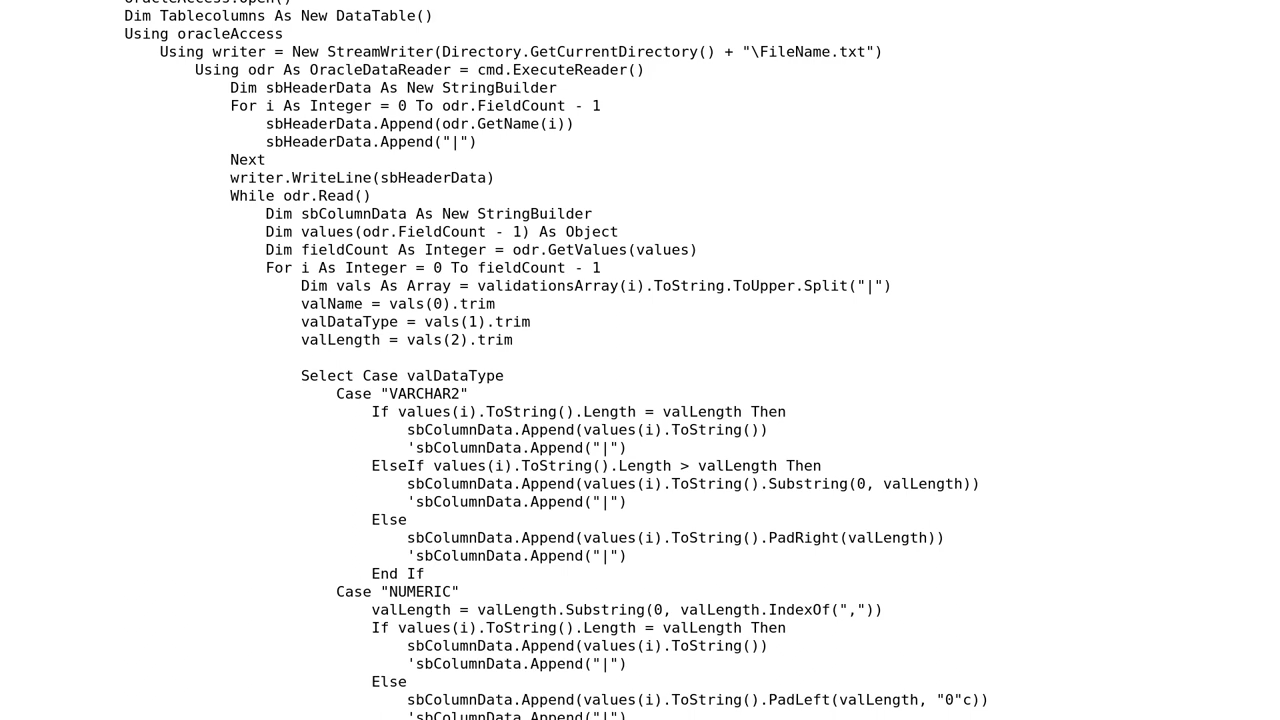 oracleAccess.Open()
Dim Tablecolumns As New DataTable()
Using oracleAccess
Using writer = New StreamWriter(Directory.GetCurrentDirectory() + "\FileName.txt")
Using odr As OracleDataReader = cmd.ExecuteReader()
Dim sbHeaderData As New StringBuilder
For i As Integer = 0 To odr.FieldCount - 1
sbHeaderData.Append(odr.GetName(i))
sbHeaderData.Append("|")
Next
writer.WriteLine(sbHeaderData)
While odr.Read()
Dim sbColumnData As New StringBuilder
Dim values(odr.FieldCount - 1) As Object
Dim fieldCount As Integer = odr.GetValues(values)
For i As Integer = 0 To fieldCount - 1
Dim vals As Array = validationsArray(i).ToString.ToUpper.Split("|")
valName = vals(0).trim
valDataType = vals(1).trim
valLength = vals(2).trim
Select Case valDataType
Case "VARCHAR2"
If values(i).ToString().Length = valLength Then
sbColumnData.Append(values(i).ToString())
'sbColumnData.Append("|")
ElseIf values(i).ToString().Length > valLength Then
sbColumnData.Append(values(i).ToString().Substring(0, valLength))
'sbColumnData.Append("|")
Else
sbColumnData.Append(values(i).ToString().PadRight(valLength))
'sbColumnData.Append("|")
End If
Case "NUMERIC"
valLength = valLength.Substring(0, valLength.IndexOf(","))
If values(i).ToString().Length = valLength Then
sbColumnData.Append(values(i).ToString())
'sbColumnData.Append("|")
Else
sbColumnData.Append(values(i).ToString().PadLeft(valLength, "0"c))
'sbColumnData.Append("|")